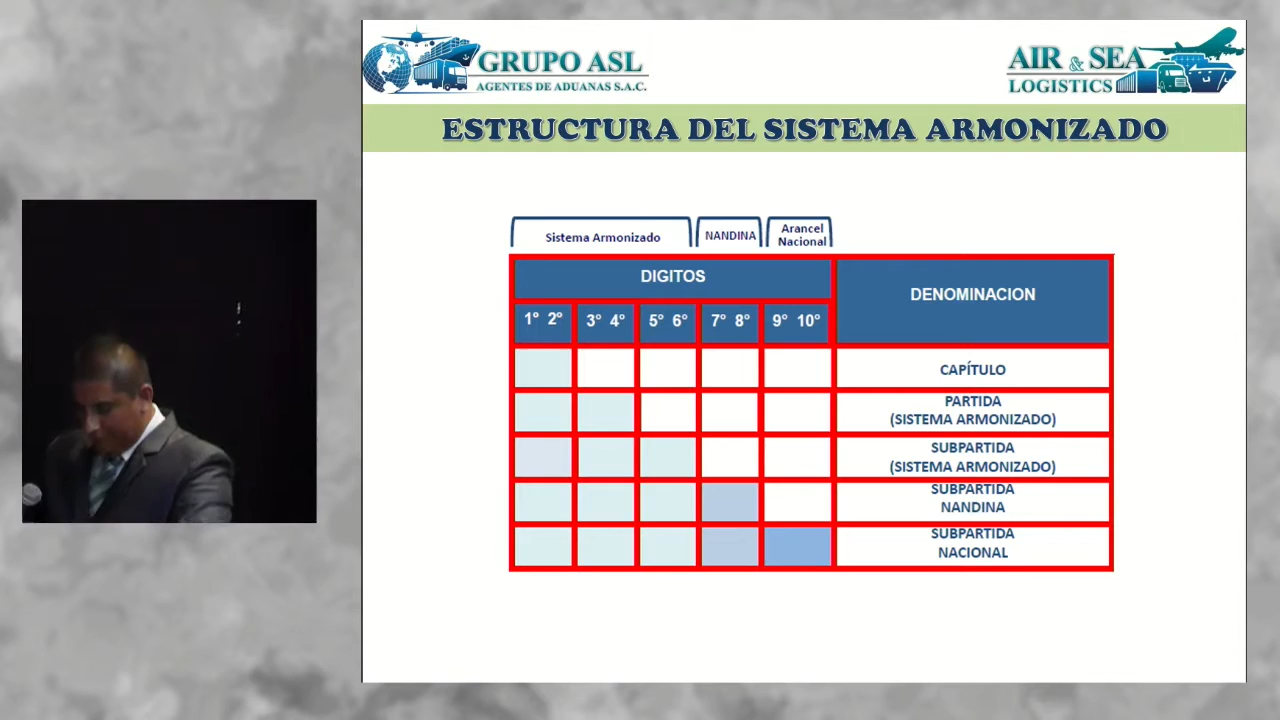 GRUPO ASL
AGENTES DE ADUANAS S.A.C.
AIR & SEA
LOGISTICS
ESTRUCTURA DEL SISTEMA ARMONIZADO
Sistema Armonizado
NANDINA
Arancel
Nacional
DIGITOS
DENOMINACION
1° 2°
3° 4°
5° 6°
7° 8°
9° 10°
CAPÍTULO
PARTIDA
(SISTEMA ARMONIZADO)
SUBPARTIDA
(SISTEMA ARMONIZADO)
SUBPARTIDA
NANDINA
SUBPARTIDA
NACIONAL